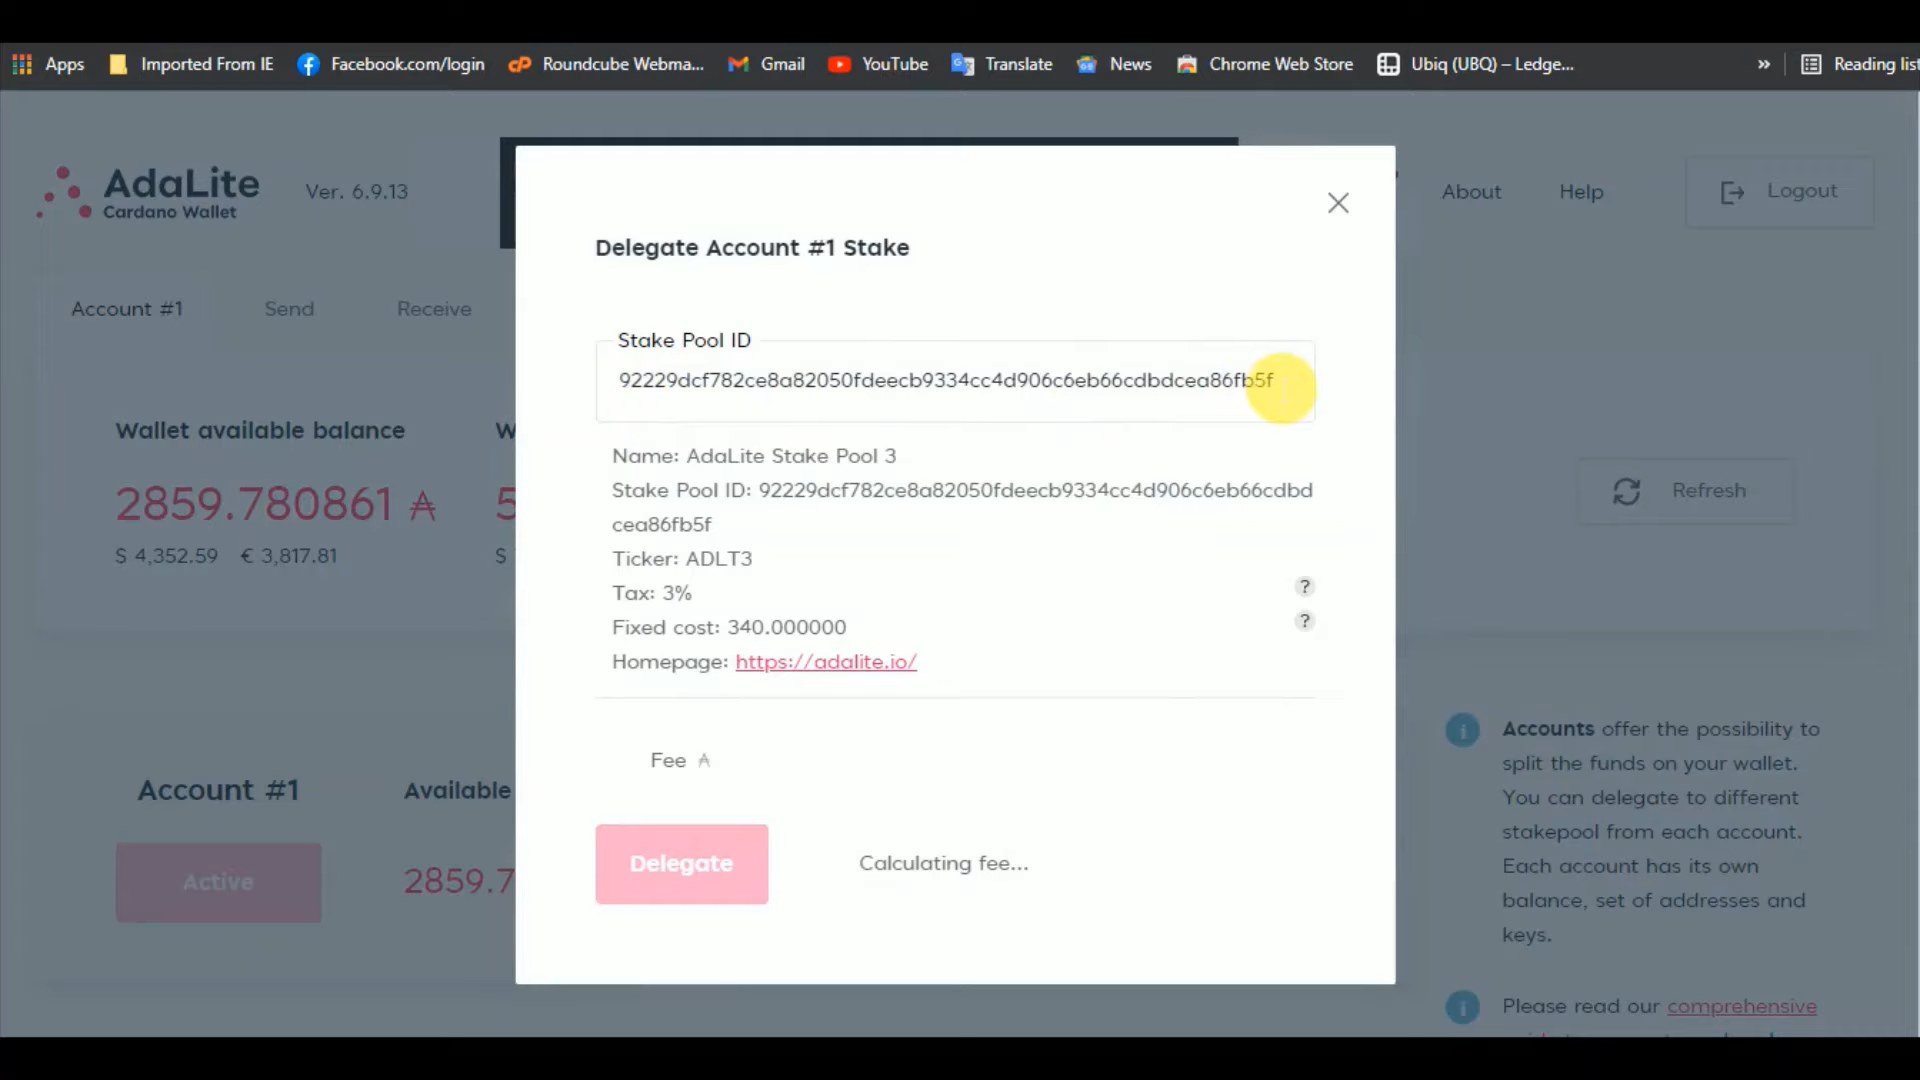 Apps Imported From IE Facebook.com/login Roundcube Webma... Gmail YouTube Translate News Chrome Web Store Ubiq (UBQ) – Ledge... » Reading list
AdaLite
Cardano Wallet
Ver. 6.9.13
About Help Logout
Account #1 Send Receive
Wallet available balance W
2859.780861 ₳ 5
$ 4,352.59 € 3,817.81 $
Refresh
Account #1 Available
Active 2859.7
Delegate Account #1 Stake
Stake Pool ID
92229dcf782ce8a82050fdeecb9334cc4d906c6eb66cdbdcea86fb5f
Name: AdaLite Stake Pool 3
Stake Pool ID: 92229dcf782ce8a82050fdeecb9334cc4d906c6eb66cdbd
cea86fb5f
Ticker: ADLT3
Tax: 3% ?
Fixed cost: 340.000000 ?
Homepage: https://adalite.io/
Fee ₳
Delegate Calculating fee...
Accounts offer the possibility to
split the funds on your wallet.
You can delegate to different
stakepool from each account.
Each account has its own
balance, set of addresses and
keys.
Please read our comprehensive